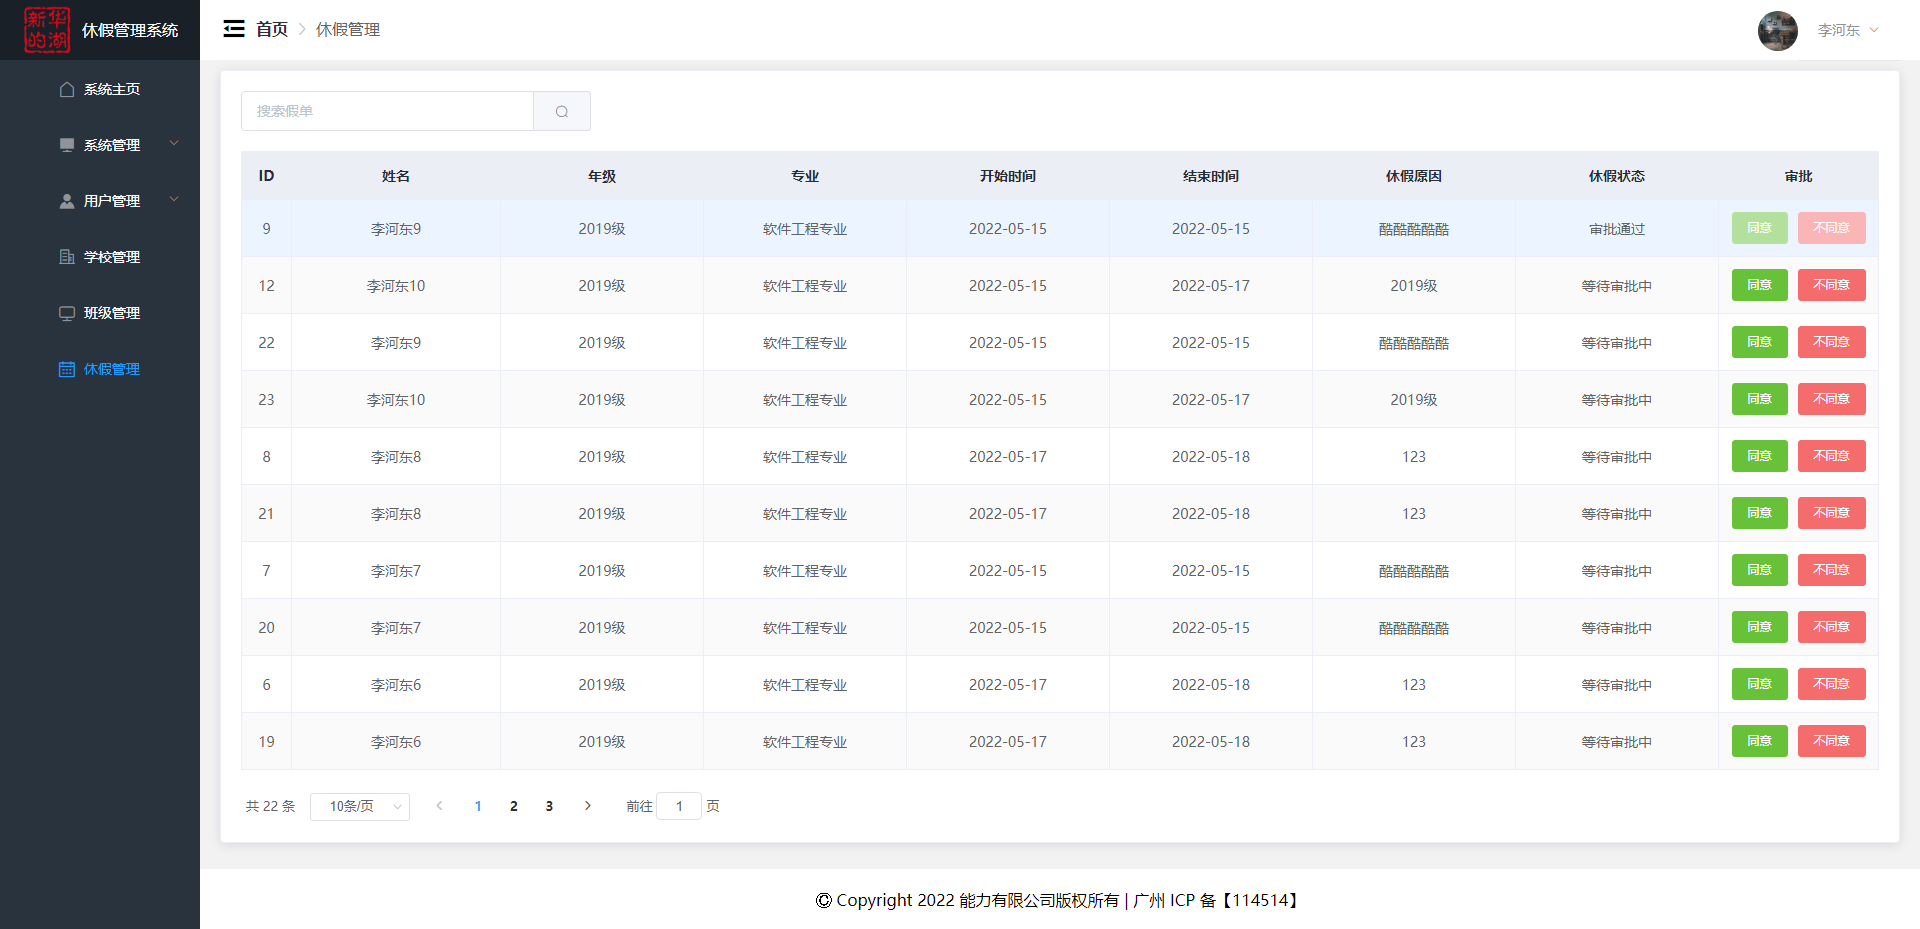 新华的湖
休假管理系统
首页 > 休假管理
李河东
系统主页
系统管理
用户管理
学校管理
班级管理
休假管理
搜索假单
ID 姓名 年级 专业 开始时间 结束时间 休假原因 休假状态 审批
9 李河东9 2019级 软件工程专业 2022-05-15 2022-05-15 酷酷酷酷酷 审批通过 同意 不同意
12 李河东10 2019级 软件工程专业 2022-05-15 2022-05-17 2019级 等待审批中 同意 不同意
22 李河东9 2019级 软件工程专业 2022-05-15 2022-05-15 酷酷酷酷酷 等待审批中 同意 不同意
23 李河东10 2019级 软件工程专业 2022-05-15 2022-05-17 2019级 等待审批中 同意 不同意
8 李河东8 2019级 软件工程专业 2022-05-17 2022-05-18 123 等待审批中 同意 不同意
21 李河东8 2019级 软件工程专业 2022-05-17 2022-05-18 123 等待审批中 同意 不同意
7 李河东7 2019级 软件工程专业 2022-05-15 2022-05-15 酷酷酷酷酷 等待审批中 同意 不同意
20 李河东7 2019级 软件工程专业 2022-05-15 2022-05-15 酷酷酷酷酷 等待审批中 同意 不同意
6 李河东6 2019级 软件工程专业 2022-05-17 2022-05-18 123 等待审批中 同意 不同意
19 李河东6 2019级 软件工程专业 2022-05-17 2022-05-18 123 等待审批中 同意 不同意
共 22 条 10条/页 < 1 2 3 > 前往 1 页
© Copyright 2022 能力有限公司版权所有 | 广州 ICP 备【114514】